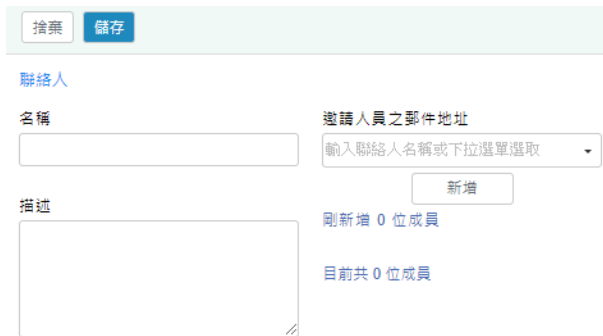 捨棄 儲存
聯絡人
名稱
邀請人員之郵件地址
輸入聯絡人名稱或下拉選單選取
新增
描述
剛新增 0 位成員
目前共 0 位成員